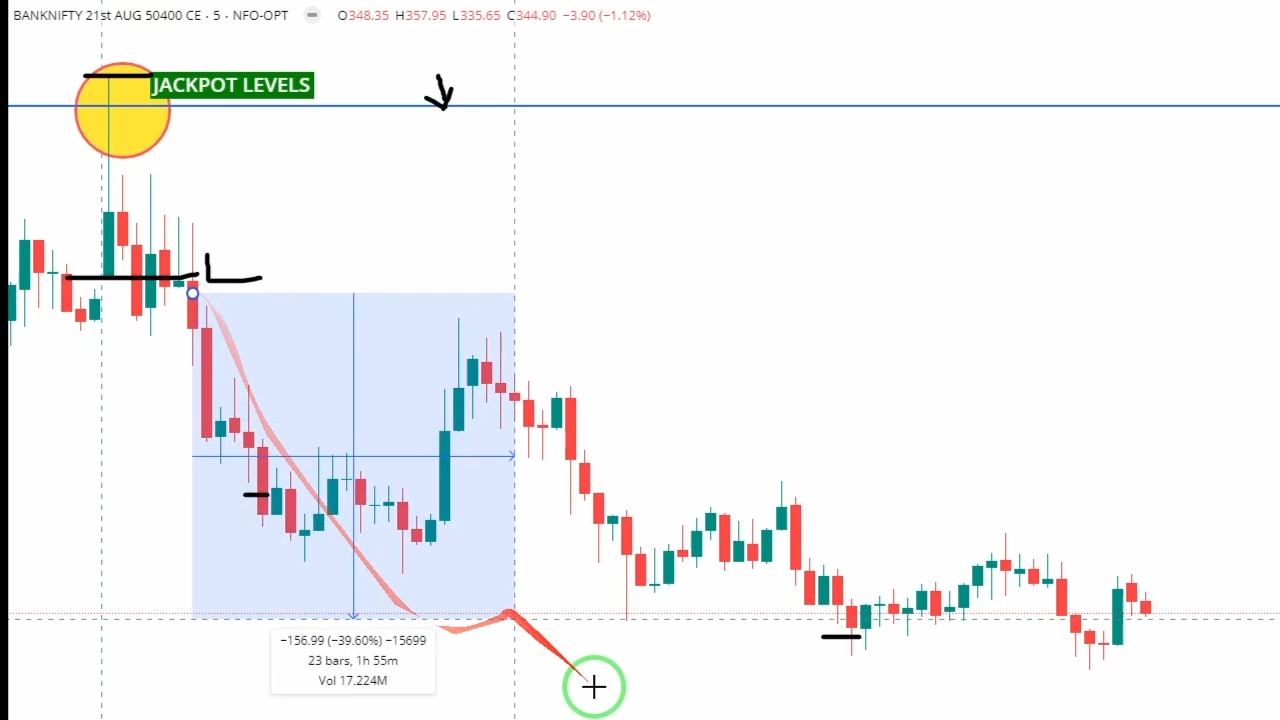 BANKNIFTY 21st AUG 50400 CE · 5 · NFO-OPT O348.35 H357.95 L335.65 C344.90 −3.90 (−1.12%)
JACKPOT LEVELS
−156.99 (−39.60%) −15699
23 bars, 1h 55m
Vol 17.224M